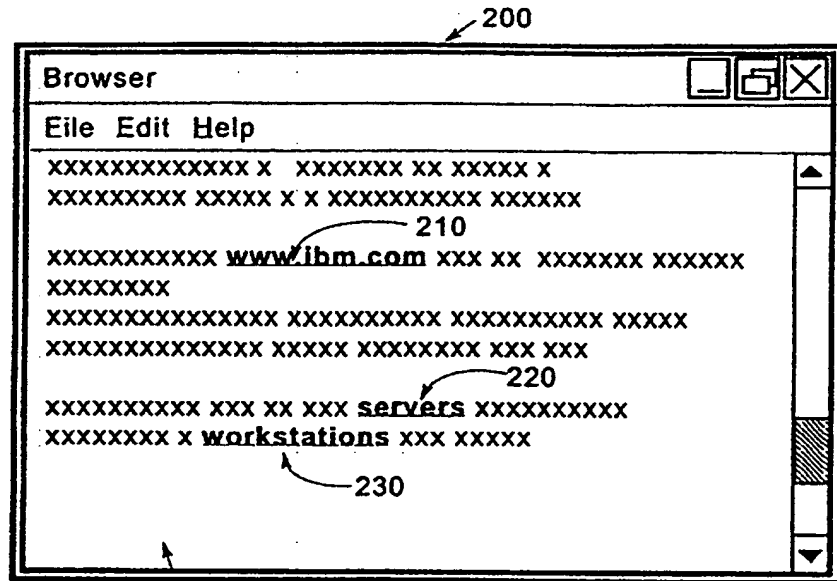 200
Browser
File Edit Help
xxxxxxxxxxxxx x xxxxxxx xx xxxxx x
xxxxxxxxx xxxxx x x xxxxxxxxxx xxxxxx
210
xxxxxxxxxxx www.ibm.com xxx xx xxxxxxx xxxxxx
xxxxxxxx
xxxxxxxxxxxxxxx xxxxxxxxxx xxxxxxxxxx xxxxx
xxxxxxxxxxxxxx xxxxx xxxxxxxx xxx xxx
220
xxxxxxxxxx xxx xx xxx servers xxxxxxxxxx
xxxxxxxx x workstations xxx xxxxx
230